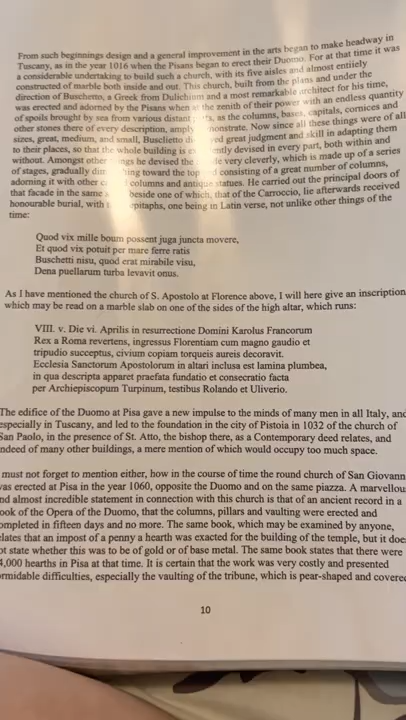 From such beginnings design and a general improvement in the arts began to make headway in
Tuscany, as in the year 1016 when the Pisans began to erect their Duomo. For at that time it was
a considerable undertaking to build such a church, with its five aisles and almost entirely
constructed of marble both inside and out. This church, built from the plans and under the
direction of Buschetto, a Greek from Dulichium and a most remarkable architect for his time,
was erected and adorned by the Pisans when at the zenith of their power with an endless quantity
of spoils brought by sea from various distant as the columns, bases, capitals, cornices and
other stones there of every description, amply Now since all these things were of all
sizes, great, medium, and small, Buschetto great judgment and skill in adapting them
to their places, so that the whole building is devised in every part, both within and
without. Amongst other he devised the very cleverly, which is made up of a series
of stages, gradually toward the top consisting of a great number of columns,
adorning it with other columns and antique statues. He carried out the principal doors of
that facade in the same beside one of which, that of the Carroccio, he afterwards received
honourable burial, with epitaphs, one being in Latin verse, not unlike other things of the
time:
Quod vix mille boum possent juga juncta movere,
Et quod vix potuit per mare ferre ratis
Buschetti nisu, quod erat mirabile visu,
Dena puellarum turba levavit onus.
As I have mentioned the church of S. Apostolo at Florence above, I will here give an inscription
which may be read on a marble slab on one of the sides of the high altar, which runs:
VIII. v. Die vi. Aprilis in resurrectione Domini Karolus Francorum
Rex a Roma revertens, ingressus Florentiam cum magno gaudio et
tripudio succeptus, civium copiam torqueis aureis decoravit.
Ecclesia Sanctorum Apostolorum in altari inclusa est lamina plumbea,
in qua descripta apparet praefata fundatio et consecratio facta
per Archiepiscopum Turpinum, testibus Rolando et Uliverio.
The edifice of the Duomo at Pisa gave a new impulse to the minds of many men in all Italy, and
especially in Tuscany, and led to the foundation in the city of Pistoia in 1032 of the church of
San Paolo, in the presence of St. Atto, the bishop there, as a Contemporary deed relates, and
indeed of many other buildings, a mere mention of which would occupy too much space.
must not forget to mention either, how in the course of time the round church of San Giovann
was erected at Pisa in the year 1060, opposite the Duomo and on the same piazza. A marvellou
nd almost incredible statement in connection with this church is that of an ancient record in a
ook of the Opera of the Duomo, that the columns, pillars and vaulting were erected and
ompleted in fifteen days and no more. The same book, which may be examined by anyone,
elates that an impost of a penny a hearth was exacted for the building of the temple, but it doe
ot state whether this was to be of gold or of base metal. The same book states that there were
4,000 hearths in Pisa at that time. It is certain that the work was very costly and presented
ormidable difficulties, especially the vaulting of the tribune, which is pear-shaped and covere
10